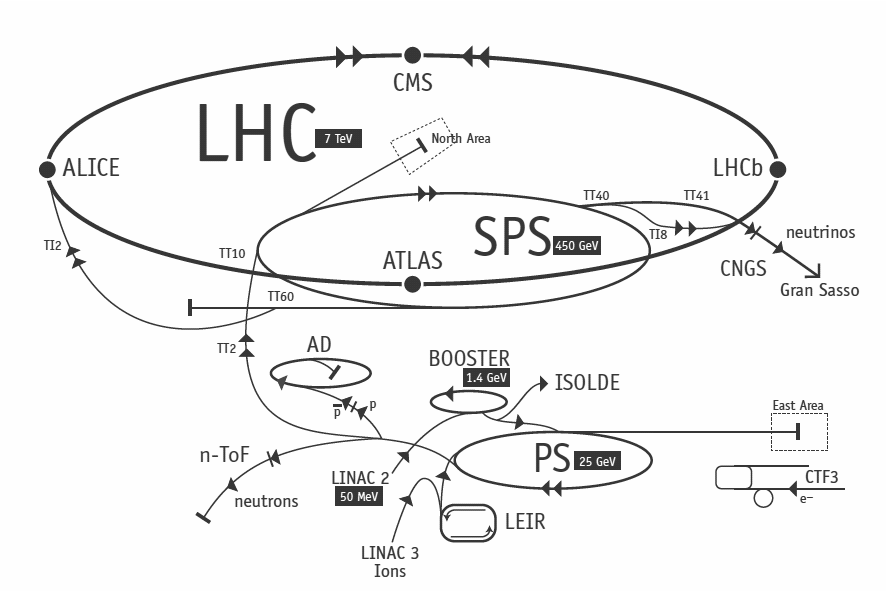 CMS
LHC
7 TeV
North Area
ALICE
LHCb
TT40
TT41
SPS
450 GeV
TI8
neutrinos
TI2
TT10
ATLAS
CNGS
Gran Sasso
TT60
TT2
AD
BOOSTER
1.4 GeV
ISOLDE
p
p
East Area
n-ToF
PS
25 GeV
LINAC 2
50 MeV
neutrons
CTF3
e–
LEIR
LINAC 3
Ions